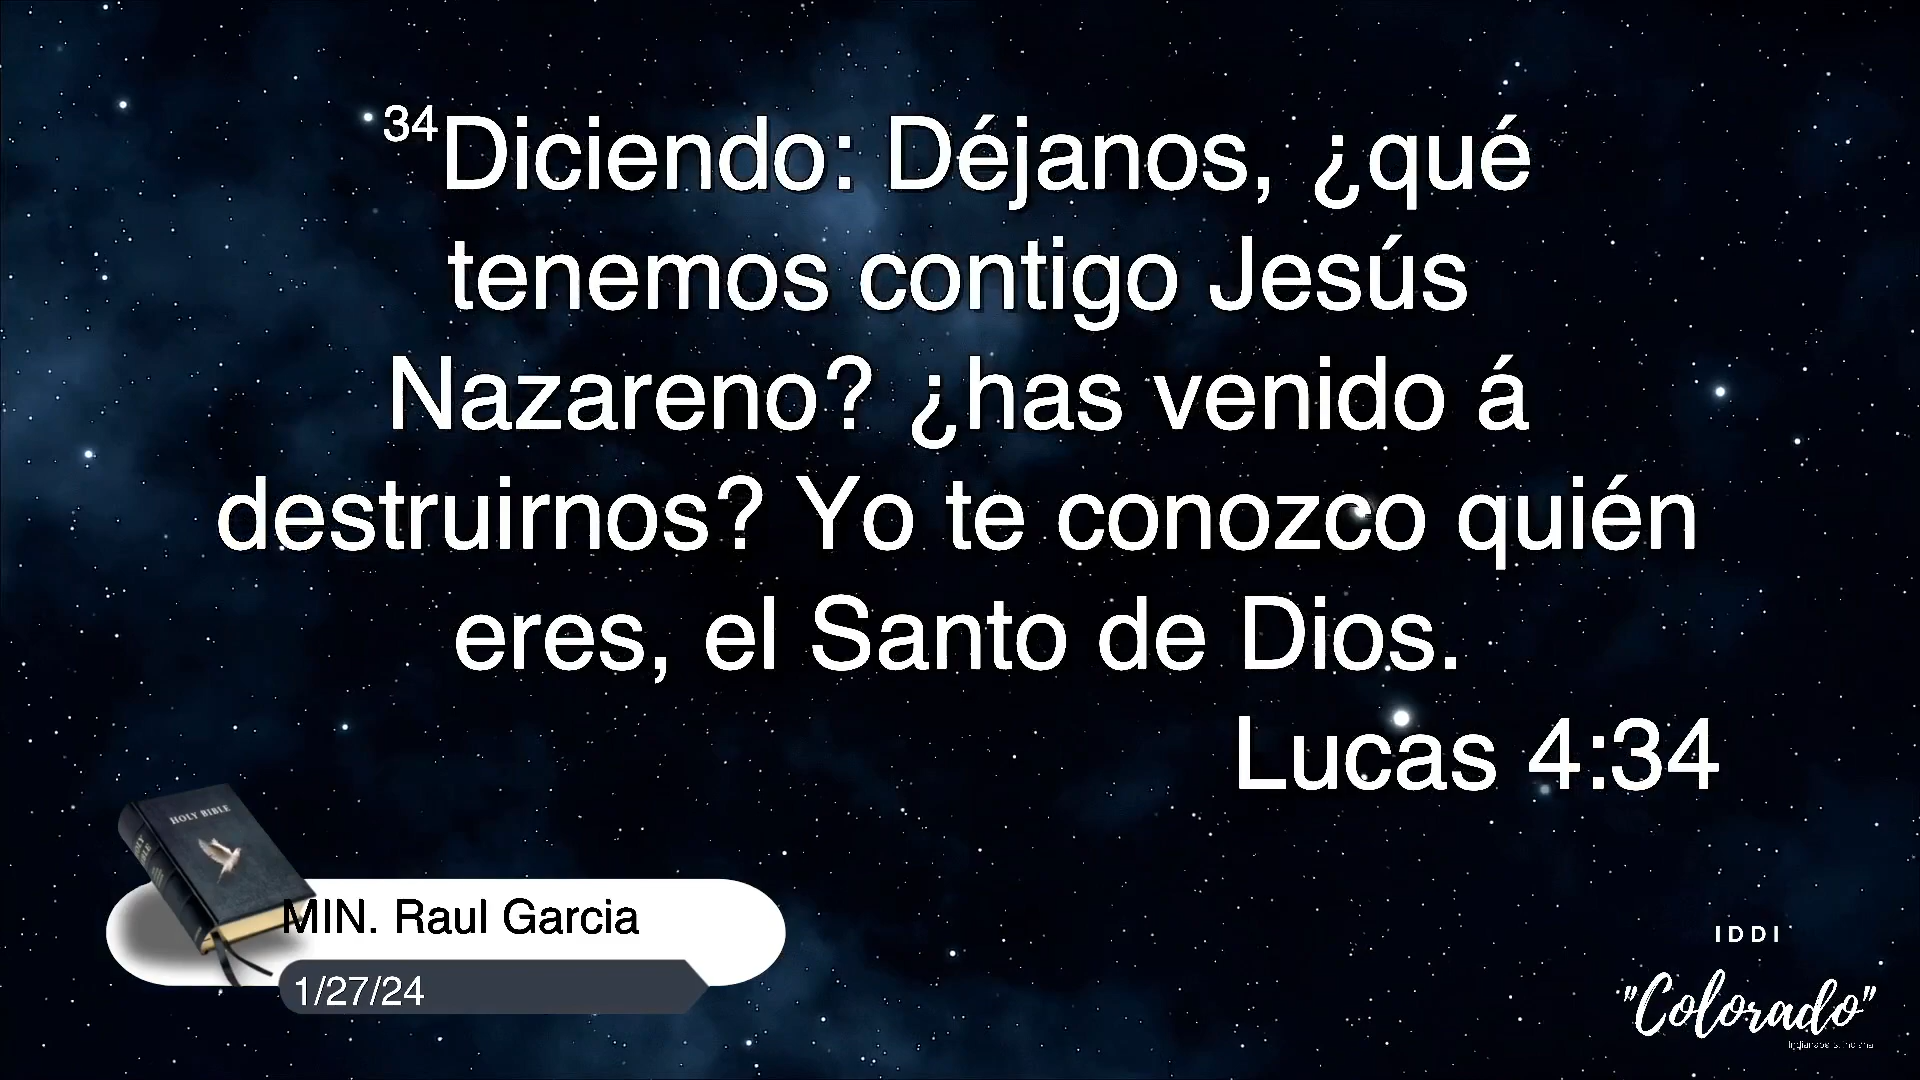 34Diciendo: Déjanos, ¿qué
tenemos contigo Jesús
Nazareno? ¿has venido á
destruirnos? Yo te conozco quién
eres, el Santo de Dios.
Lucas 4:34
HOLY BIBLE
MIN. Raul Garcia
1/27/24
IDDI
"Colorado"